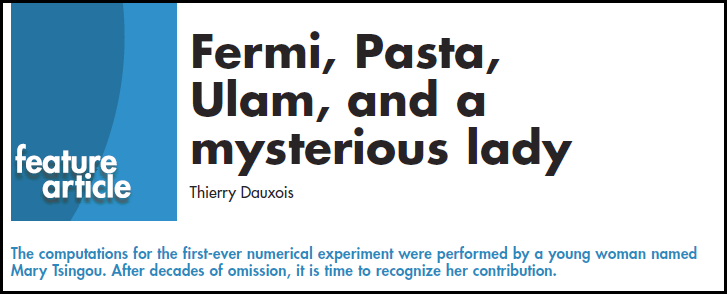 feature
article
Fermi, Pasta,
Ulam, and a
mysterious lady
Thierry Dauxois
The computations for the first-ever numerical experiment were performed by a young woman named
Mary Tsingou. After decades of omission, it is time to recognize her contribution.